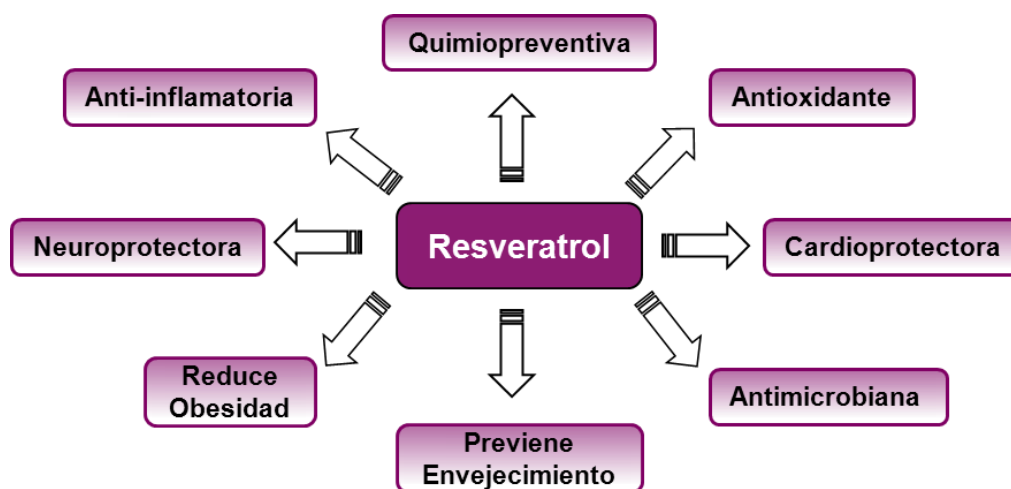 Quimiopreventiva
Anti-inflamatoria
Antioxidante
Neuroprotectora
Resveratrol
Cardioprotectora
Reduce
Obesidad
Antimicrobiana
Previene
Envejecimiento